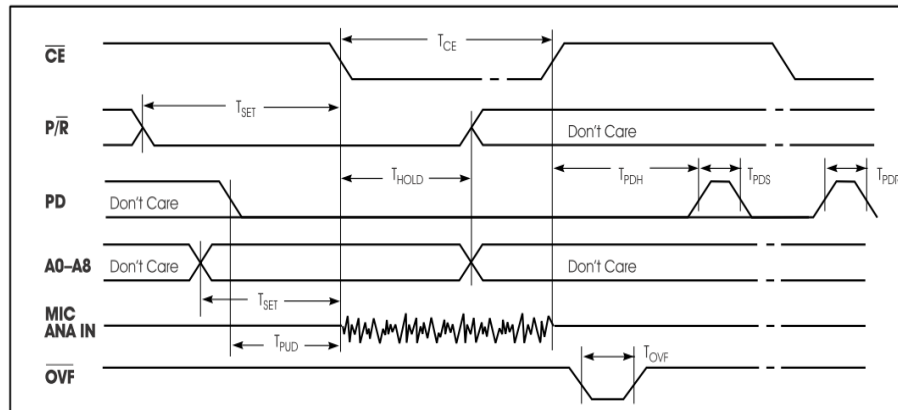 CE
T_CE
P/R
T_SET
Don't Care
T_HOLD
T_PDH
T_PDS
PD
Don't Care
A0–A8
Don't Care
Don't Care
T_SET
MIC
ANA IN
T_PUD
OVF
T_OVF